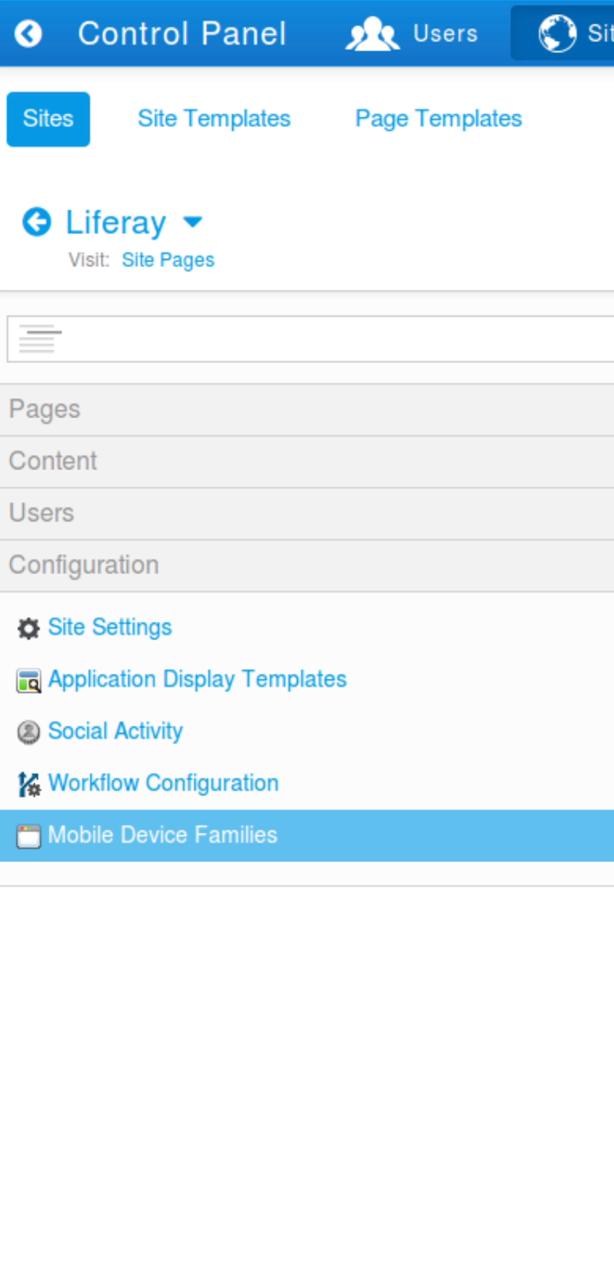 Control Panel Users
Sites Site Templates Page Templates
Liferay
Visit: Site Pages
Pages
Content
Users
Configuration
Site Settings
Application Display Templates
Social Activity
Workflow Configuration
Mobile Device Families